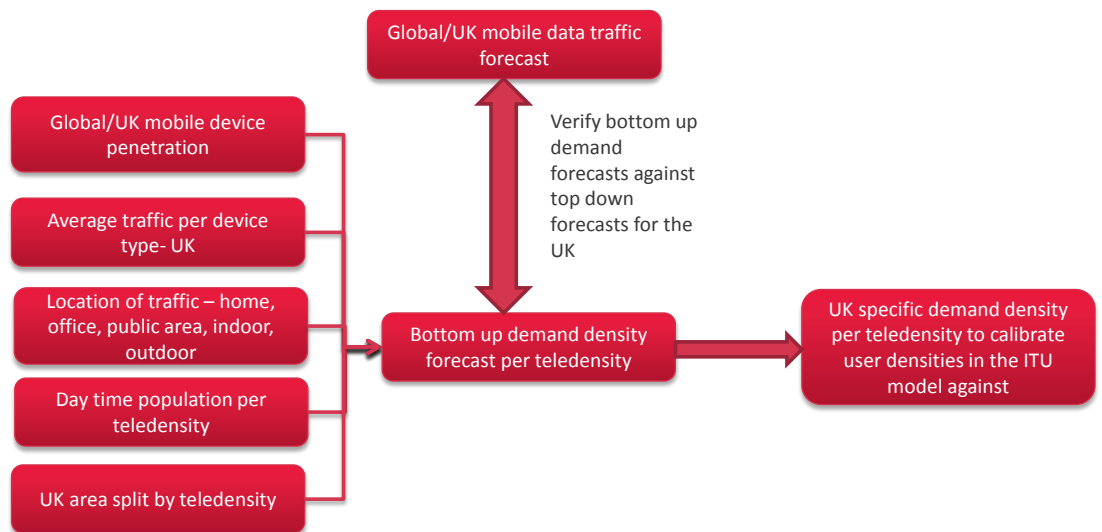 Global/UK mobile data traffic
forecast
Global/UK mobile device
penetration
Verify bottom up
demand
forecasts against
top down
forecasts for the
UK
Average traffic per device
type- UK
Location of traffic – home,
office, public area, indoor,
outdoor
Bottom up demand density
forecast per teledensity
UK specific demand density
per teledensity to calibrate
user densities in the ITU
model against
Day time population per
teledensity
UK area split by teledensity